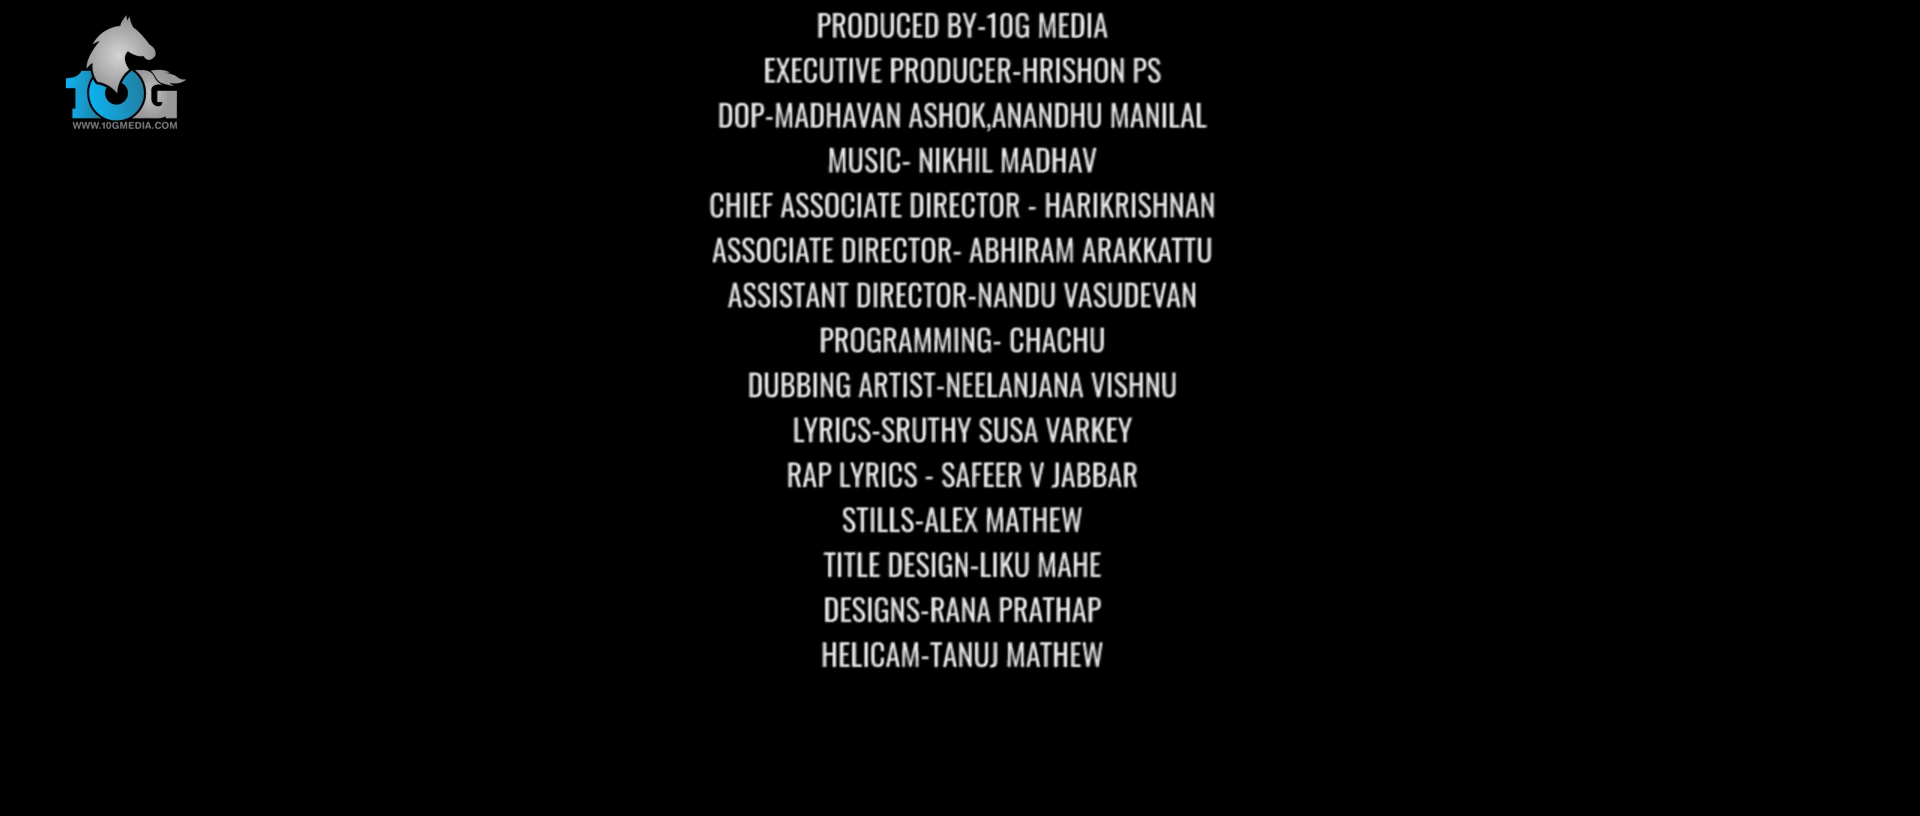 10G
WWW.10GMEDIA.COM
PRODUCED BY-10G MEDIA
EXECUTIVE PRODUCER-HRISHON PS
DOP-MADHAVAN ASHOK,ANANDHU MANILAL
MUSIC- NIKHIL MADHAV
CHIEF ASSOCIATE DIRECTOR - HARIKRISHNAN
ASSOCIATE DIRECTOR- ABHIRAM ARAKKATTU
ASSISTANT DIRECTOR-NANDU VASUDEVAN
PROGRAMMING- CHACHU
DUBBING ARTIST-NEELANJANA VISHNU
LYRICS-SRUTHY SUSA VARKEY
RAP LYRICS - SAFEER V JABBAR
STILLS-ALEX MATHEW
TITLE DESIGN-LIKU MAHE
DESIGNS-RANA PRATHAP
HELICAM-TANUJ MATHEW